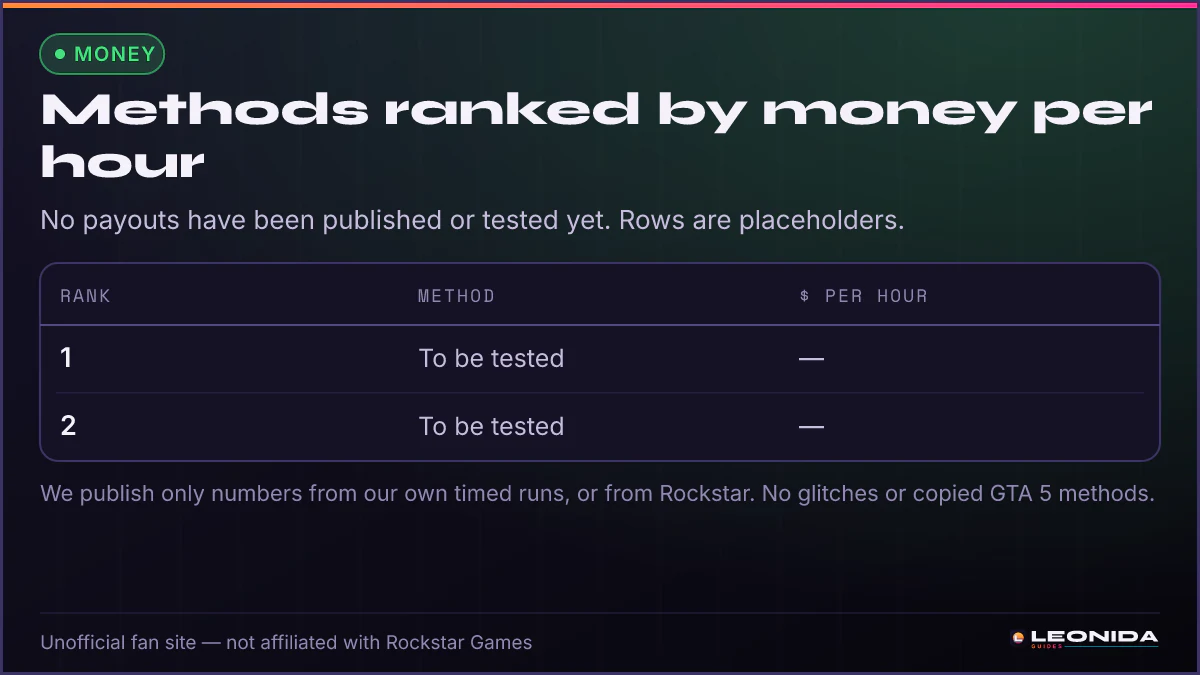 MONEY
Methods ranked by money per
hour
No payouts have been published or tested yet. Rows are placeholders.
RANK METHOD $ PER HOUR
1 To be tested —
2 To be tested —
We publish only numbers from our own timed runs, or from Rockstar. No glitches or copied GTA 5 methods.
Unofficial fan site — not affiliated with Rockstar Games
LEONIDA
GUIDES